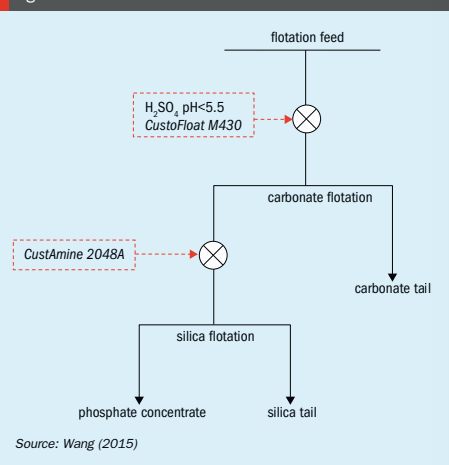 flotation feed
H₂SO₄ pH<5.5
CustoFloat M430
carbonate flotation
CustAmine 2048A
carbonate tail
silica flotation
phosphate concentrate
silica tail
Source: Wang (2015)